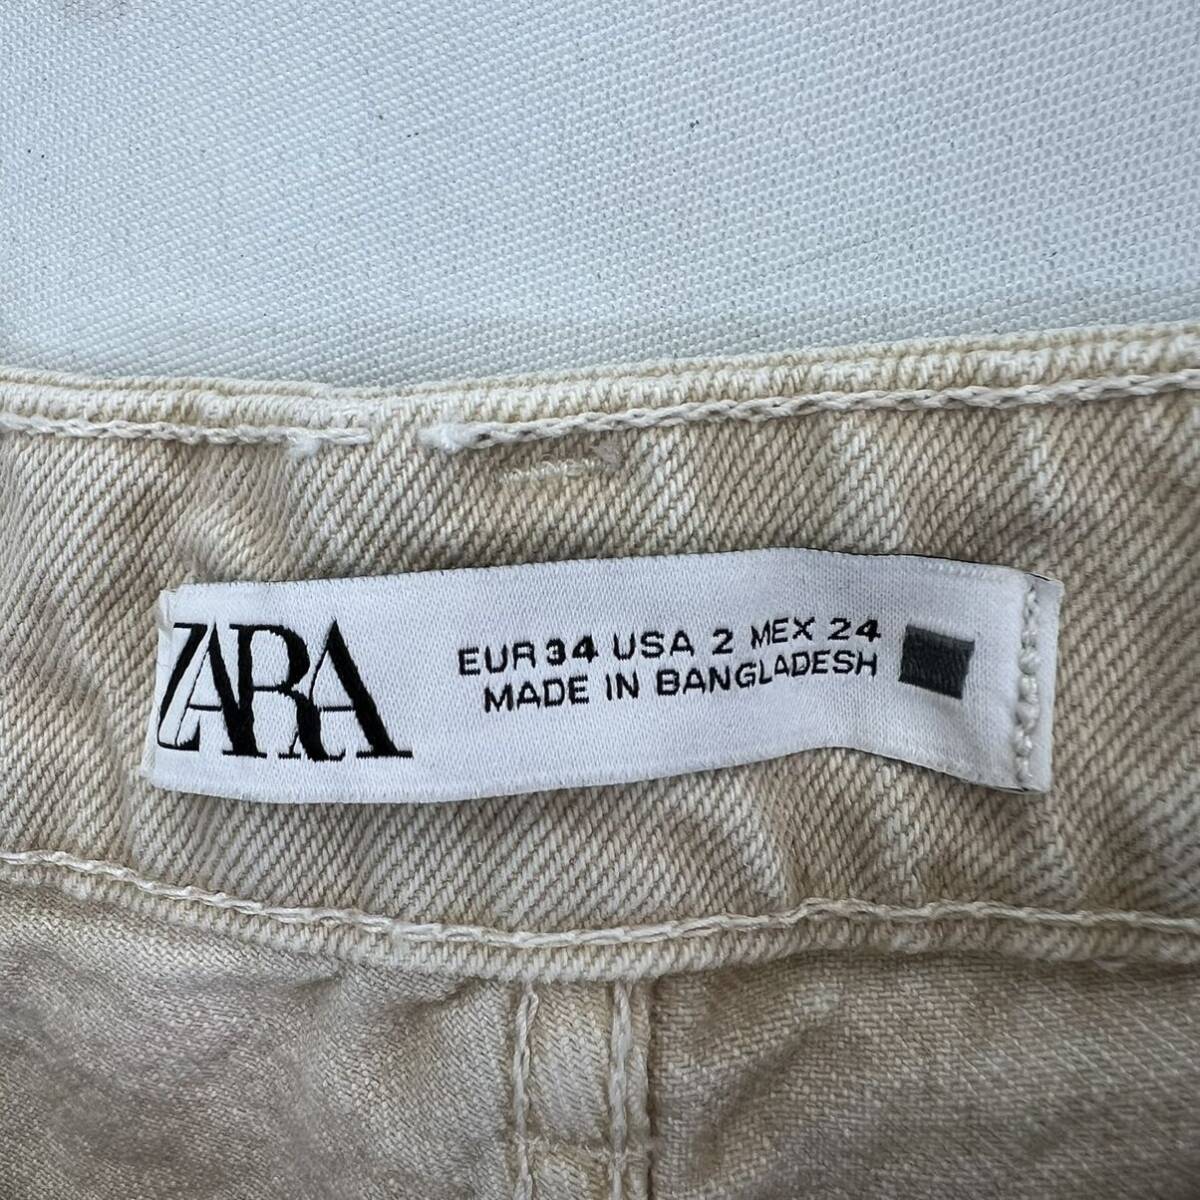 ZARA
EUR 34 USA 2 MEX 24
MADE IN BANGLADESH